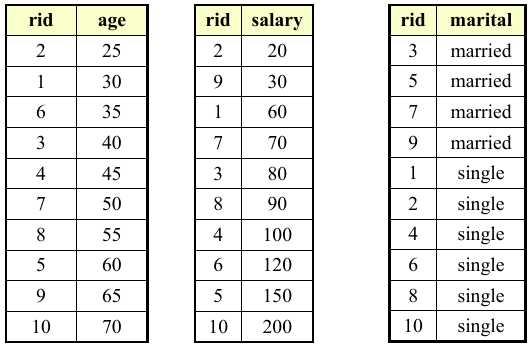 rid age rid salary rid marital
2 25 2 20 3 married
1 30 9 30 5 married
6 35 1 60 7 married
3 40 7 70 9 married
4 45 3 80 1 single
7 50 8 90 2 single
8 55 4 100 4 single
5 60 6 120 6 single
9 65 5 150 8 single
10 70 10 200 10 single